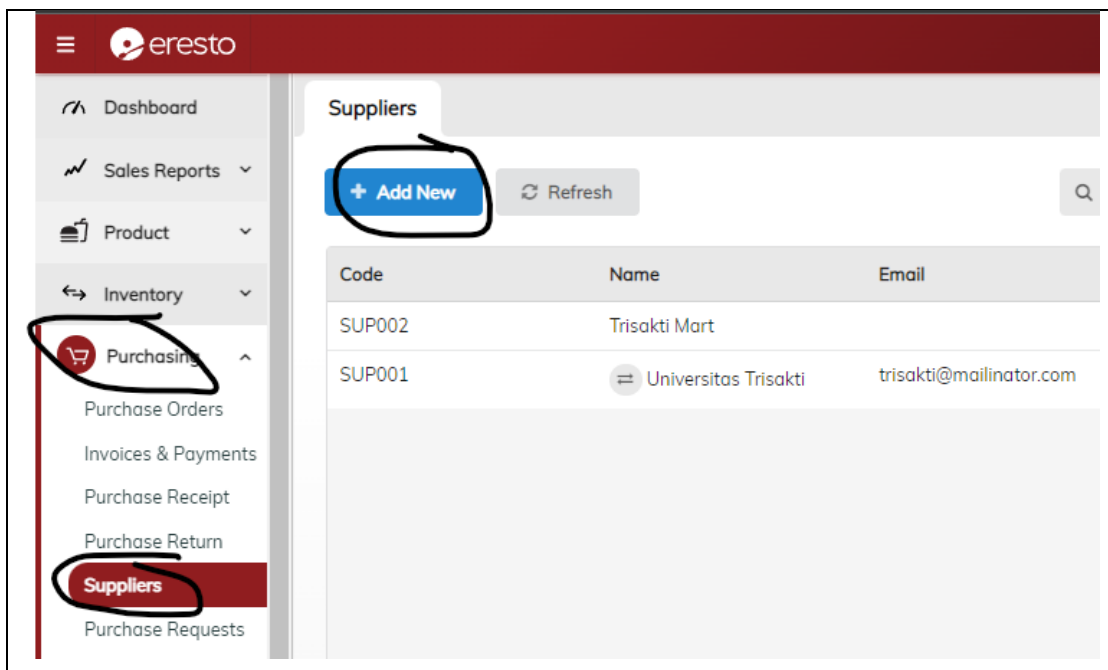 eresto
Dashboard
Suppliers
Sales Reports
+ Add New
Refresh
Product
Code Name Email
Inventory
SUP002 Trisakti Mart
Purchasing
SUP001 Universitas Trisakti trisakti@mailinator.com
Purchase Orders
Invoices & Payments
Purchase Receipt
Purchase Return
Suppliers
Purchase Requests